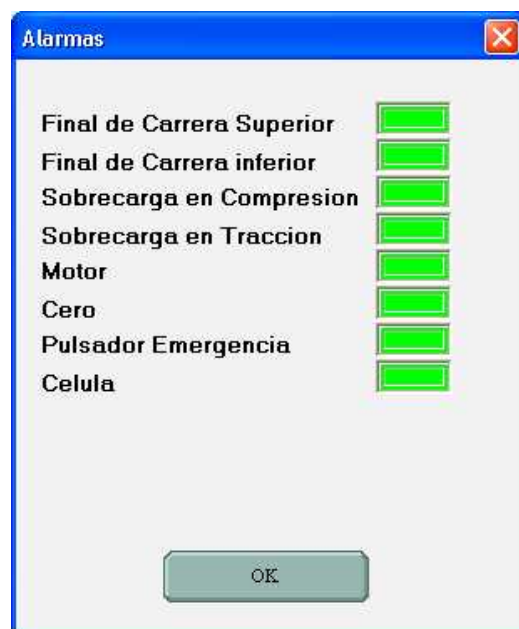 Alarmas
Final de Carrera Superior
Final de Carrera inferior
Sobrecarga en Compresion
Sobrecarga en Traccion
Motor
Cero
Pulsador Emergencia
Celula
OK